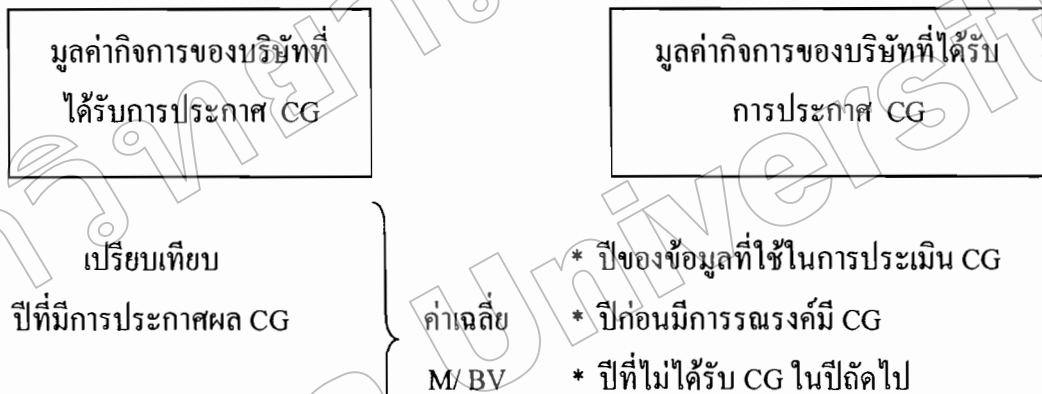 มูลค่ากิจการของบริษัทที่
ได้รับการประกาศ CG
มูลค่ากิจการของบริษัทที่ได้รับ
การประกาศ CG
เปรียบเทียบ
ปีที่มีการประกาศผล CG
ค่าเฉลี่ย
M/ BV
* ปีของข้อมูลที่ใช้ในการประเมิน CG
* ปีก่อนมีการรณรงค์มี CG
* ปีที่ไม่ได้รับ CG ในปีถัดไป
University